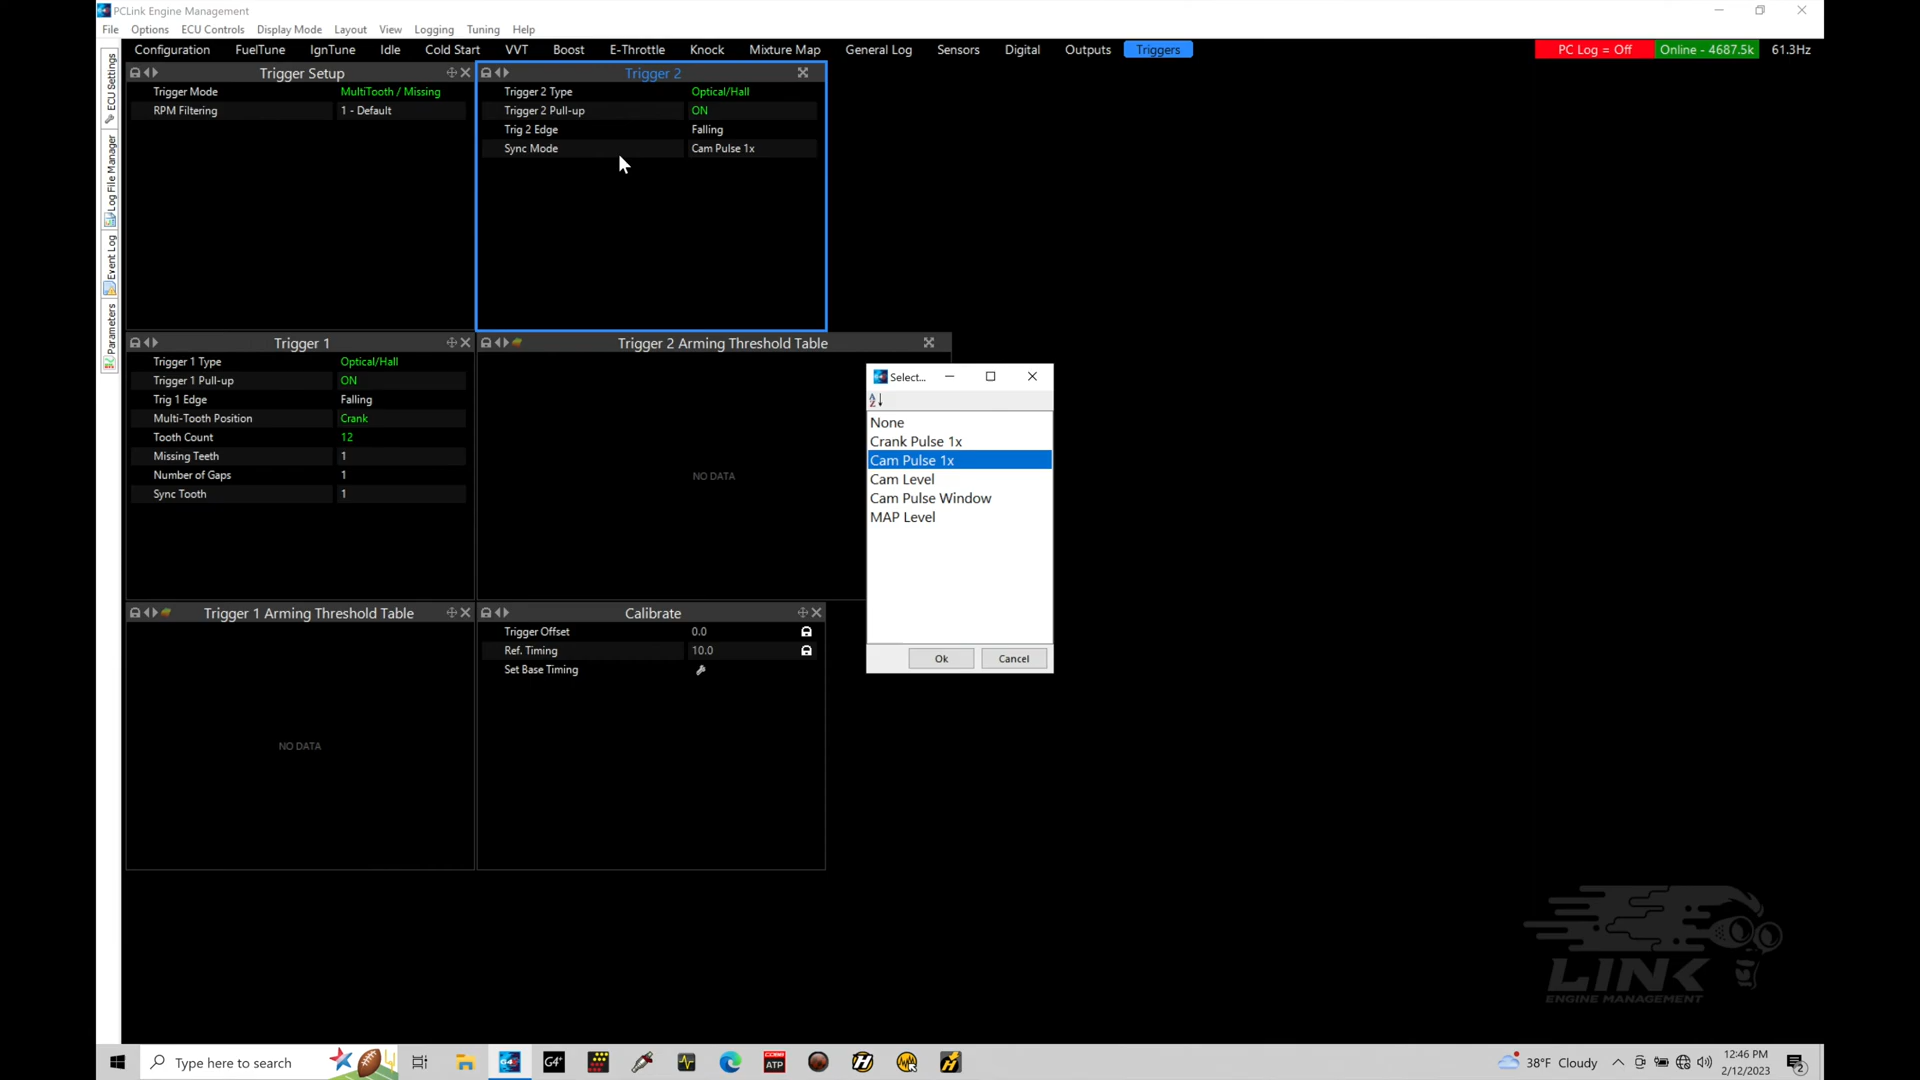 PCLink Engine Management
File Options ECU Controls Display Mode Layout View Logging Tuning Help
Configuration FuelTune IgnTune Idle Cold Start VVT Boost E-Throttle Knock Mixture Map General Log Sensors Digital Outputs Triggers PC Log = Off Online - 4687.5k 61.3Hz
ECU Settings
Log File Manager
Event Log
Parameters
Trigger Setup
Trigger Mode MultiTooth / Missing
RPM Filtering 1 - Default
Trigger 2
Trigger 2 Type Optical/Hall
Trigger 2 Pull-up ON
Trig 2 Edge Falling
Sync Mode Cam Pulse 1x
Trigger 1
Trigger 1 Type Optical/Hall
Trigger 1 Pull-up ON
Trig 1 Edge Falling
Multi-Tooth Position Crank
Tooth Count 12
Missing Teeth 1
Number of Gaps 1
Sync Tooth 1
Trigger 2 Arming Threshold Table
NO DATA
Select...
None
Crank Pulse 1x
Cam Pulse 1x
Cam Level
Cam Pulse Window
MAP Level
Ok Cancel
Trigger 1 Arming Threshold Table
NO DATA
Calibrate
Trigger Offset 0.0
Ref. Timing 10.0
Set Base Timing
LINK
ENGINE MANAGEMENT
Type here to search
G4+
COBB
ATP
38°F Cloudy
12:46 PM
2/12/2023
2